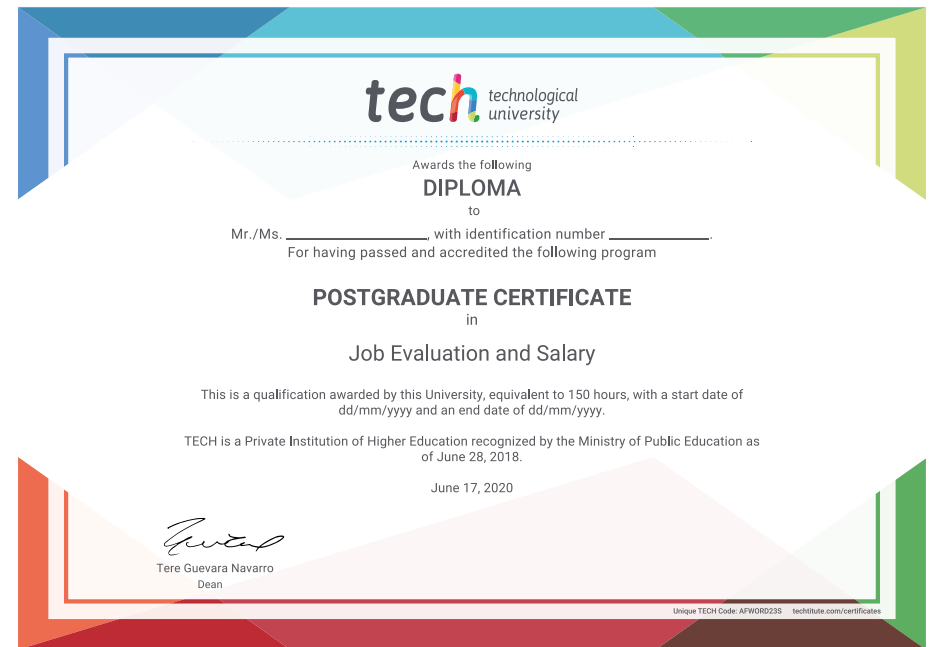 tech technological
university
Awards the following
DIPLOMA
to
Mr./Ms. ____________________, with identification number ______________.
For having passed and accredited the following program
POSTGRADUATE CERTIFICATE
in
Job Evaluation and Salary
This is a qualification awarded by this University, equivalent to 150 hours, with a start date of
dd/mm/yyyy and an end date of dd/mm/yyyy.
TECH is a Private Institution of Higher Education recognized by the Ministry of Public Education as
of June 28, 2018.
June 17, 2020
Tere Guevara Navarro
Dean
Unique TECH Code: AFWORD23S techtitute.com/certificates